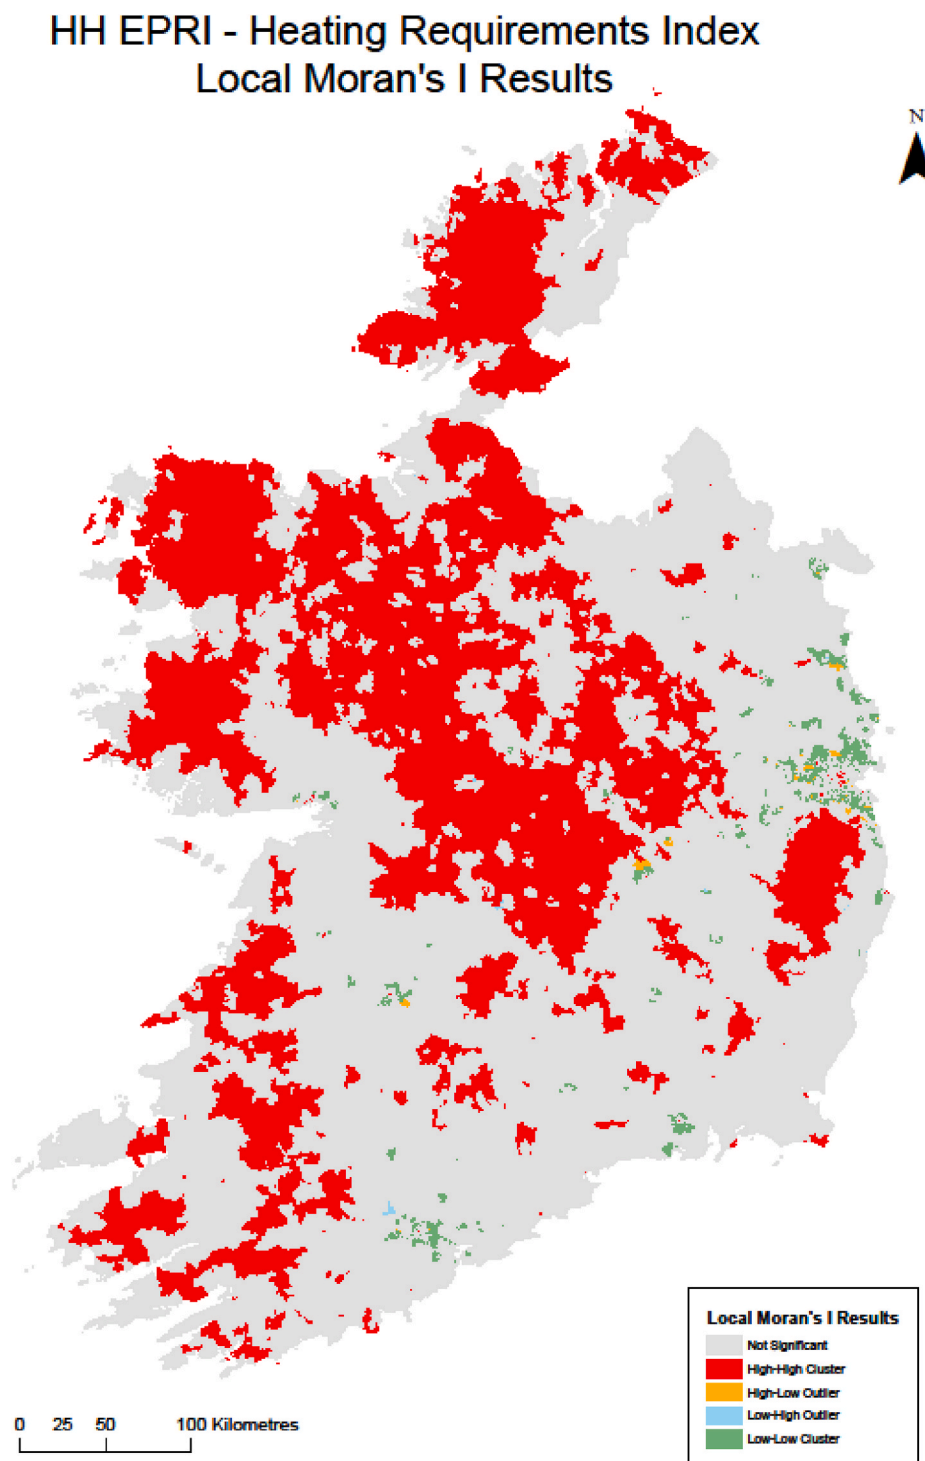 HH EPRI - Heating Requirements Index
Local Moran's I Results
N
Local Moran's I Results
Not Significant
High-High Cluster
High-Low Outlier
Low-High Outlier
Low-Low Cluster
0 25 50 100 Kilometres